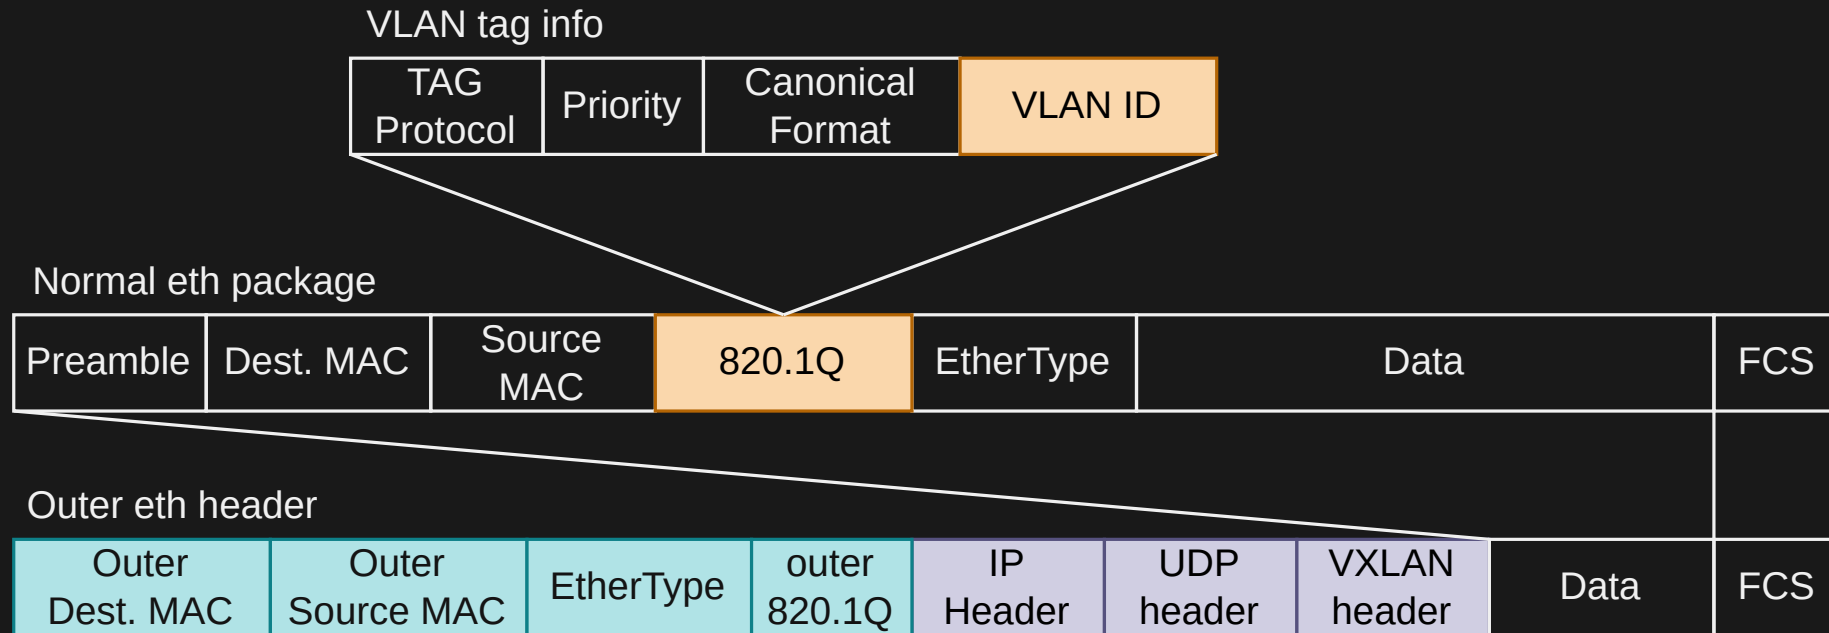 VLAN tag info
TAG
Protocol
Priority
Canonical
Format
VLAN ID
Normal eth package
Preamble
Dest. MAC
Source
MAC
820.1Q
EtherType
Data
FCS
Outer eth header
Outer
Dest. MAC
Outer
Source MAC
EtherType
outer
820.1Q
IP
Header
UDP
header
VXLAN
header
Data
FCS